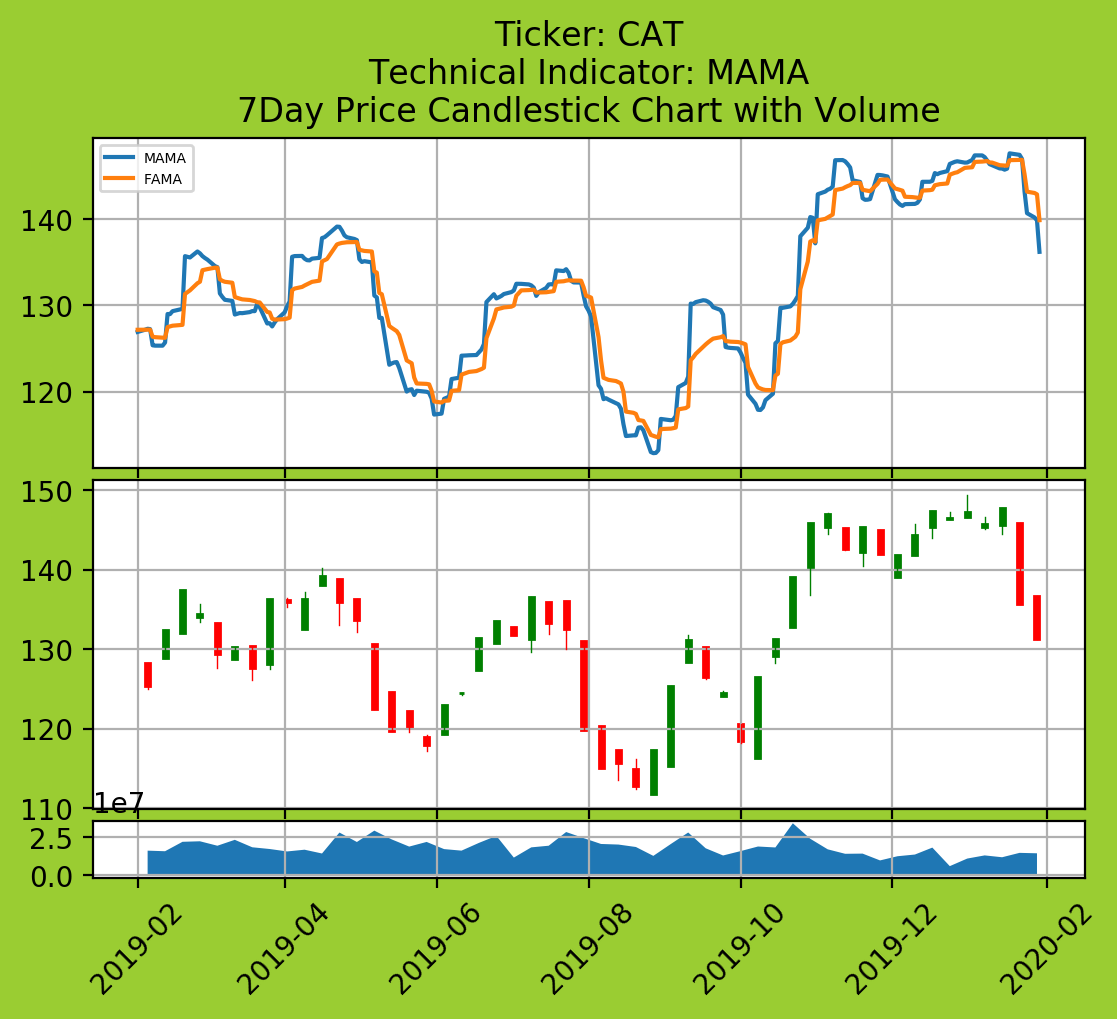 Ticker: CAT
Technical Indicator: MAMA
7Day Price Candlestick Chart with Volume
MAMA
FAMA
140
130
120
150
140
130
120
110
1e7
2.5
0.0
2019-02
2019-04
2019-06
2019-08
2019-10
2019-12
2020-02